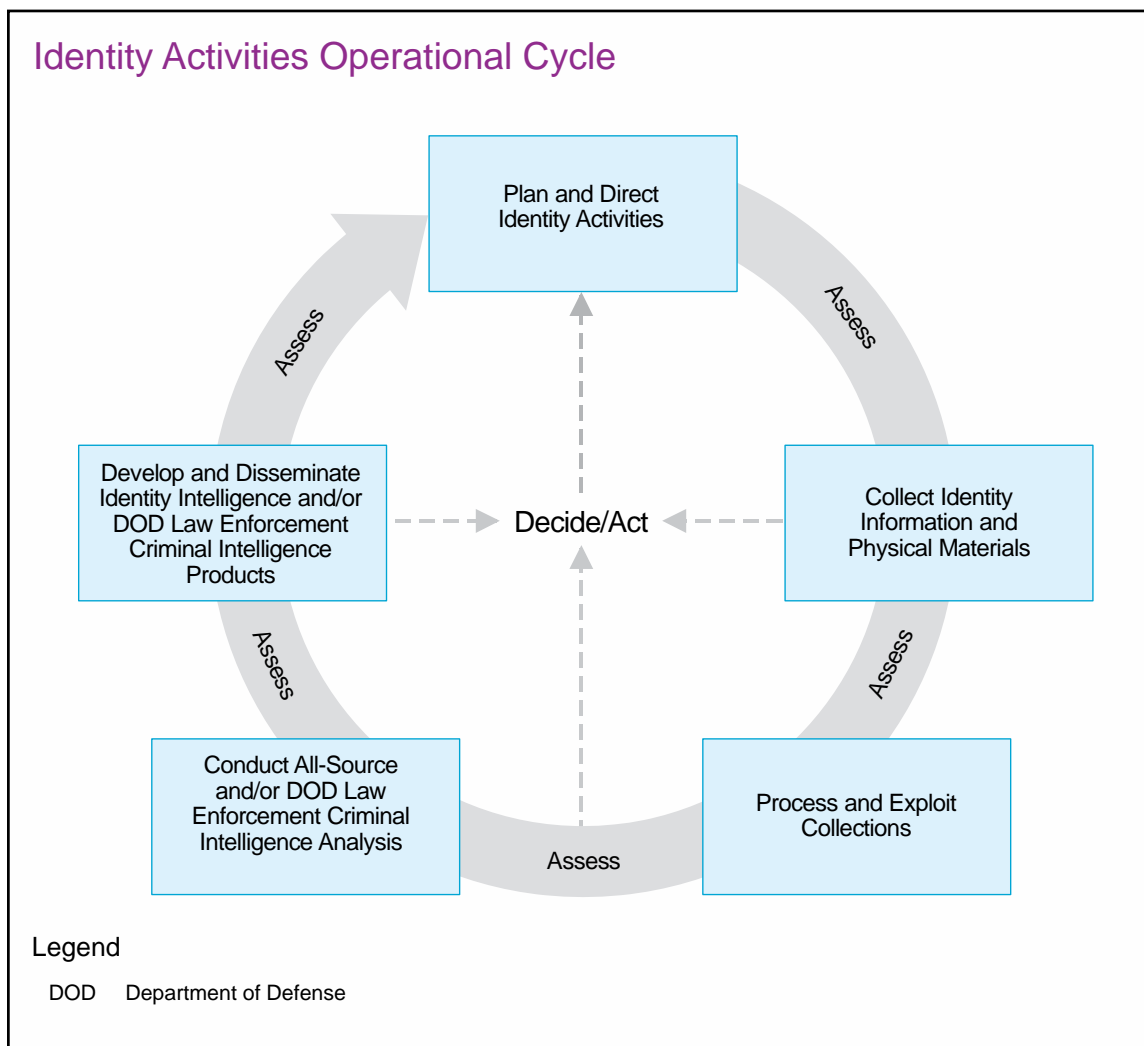 Identity Activities Operational Cycle
Plan and Direct
Identity Activities
Assess
Assess
Develop and Disseminate
Identity Intelligence and/or
DOD Law Enforcement
Criminal Intelligence
Products
Decide/Act
Collect Identity
Information and
Physical Materials
Assess
Assess
Conduct All-Source
and/or DOD Law
Enforcement Criminal
Intelligence Analysis
Assess
Process and Exploit
Collections
Legend
DOD Department of Defense